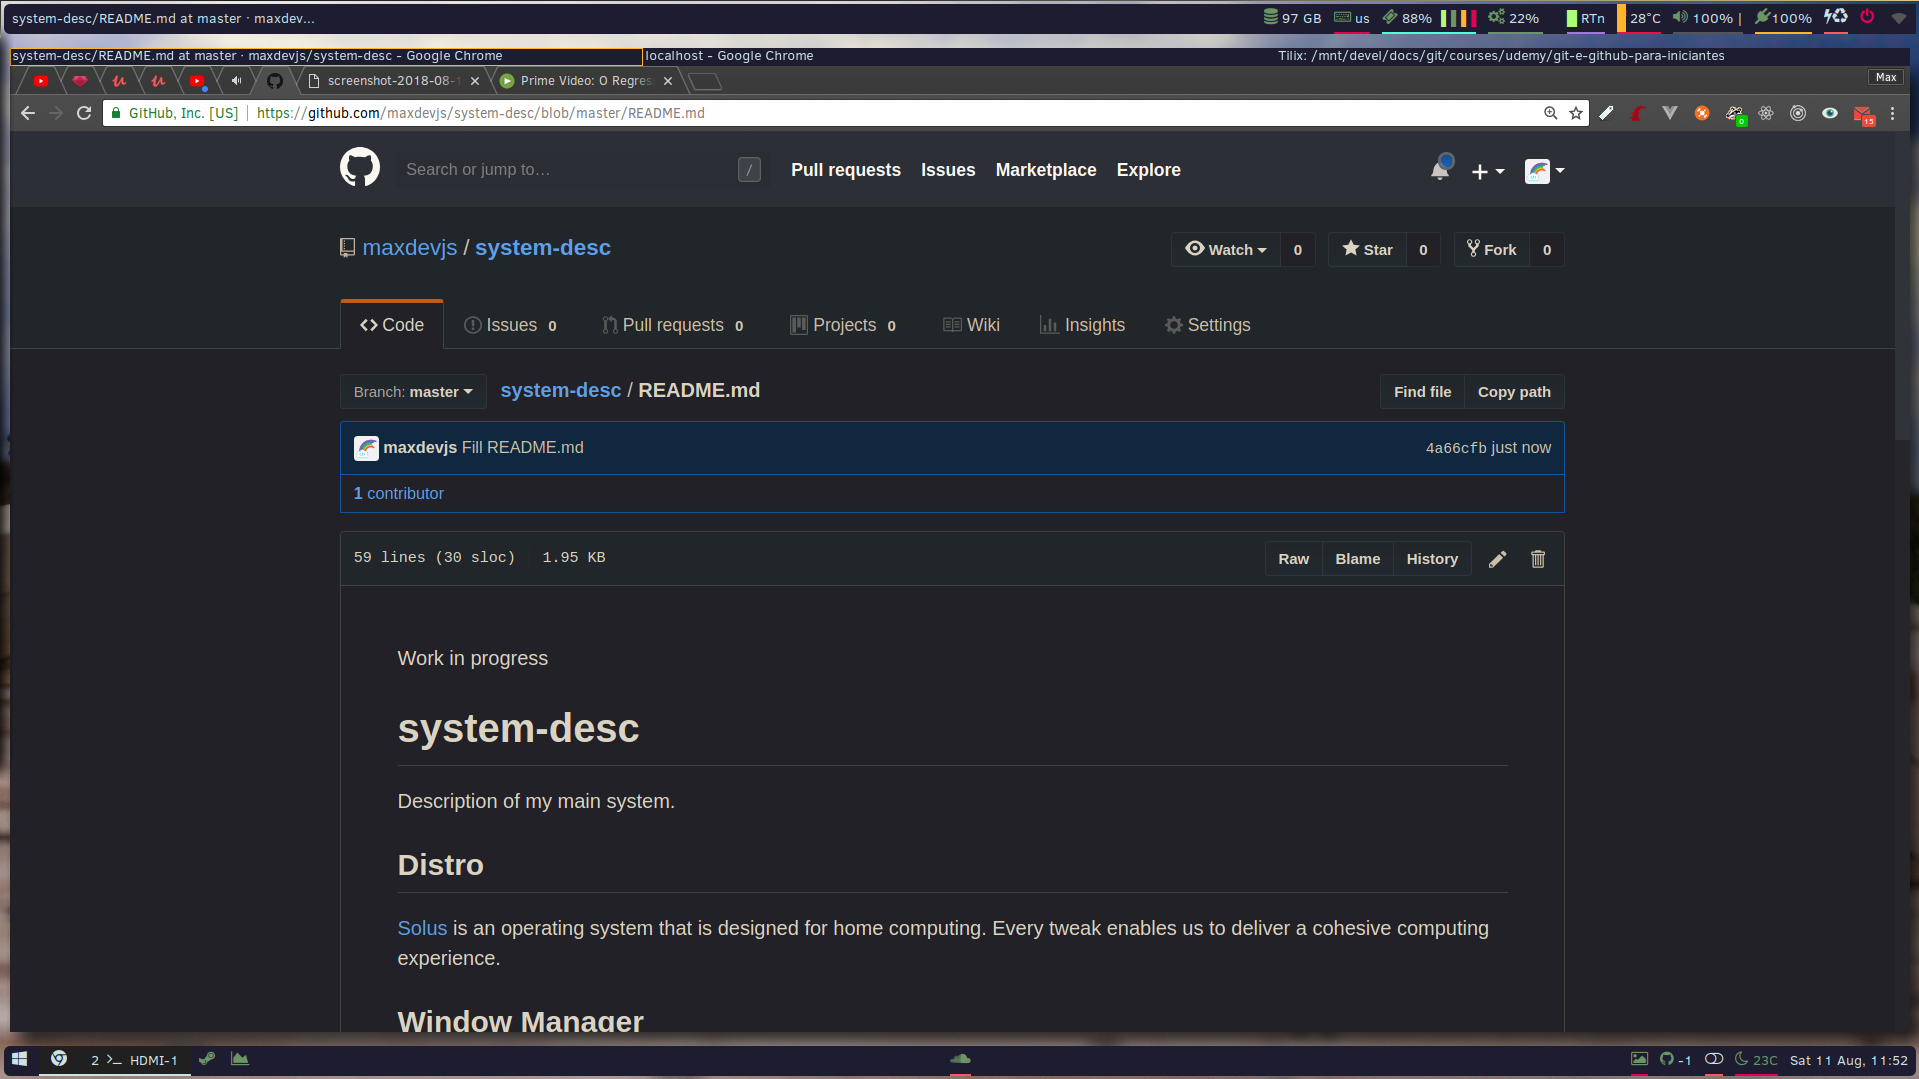 system-desc/README.md at master · maxdev...
97 GB us 88% 22% RTn 28°C 100% | 100%
system-desc/README.md at master · maxdevjs/system-desc - Google Chrome
localhost - Google Chrome
Tilix: /mnt/devel/docs/git/courses/udemy/git-e-github-para-iniciantes
screenshot-2018-08-1
Prime Video: O Regres
Max
GitHub, Inc. [US] https://github.com/maxdevjs/system-desc/blob/master/README.md
0
15
Search or jump to…
/
Pull requests Issues Marketplace Explore
maxdevjs / system-desc
Watch 0 Star 0 Fork 0
Code Issues 0 Pull requests 0 Projects 0 Wiki Insights Settings
Branch: master system-desc / README.md
Find file Copy path
maxdevjs Fill README.md 4a66cfb just now
1 contributor
59 lines (30 sloc) 1.95 KB
Raw Blame History
Work in progress
system-desc
Description of my main system.
Distro
Solus is an operating system that is designed for home computing. Every tweak enables us to deliver a cohesive computing
experience.
Window Manager
2 HDMI-1
-1 23C Sat 11 Aug, 11:52